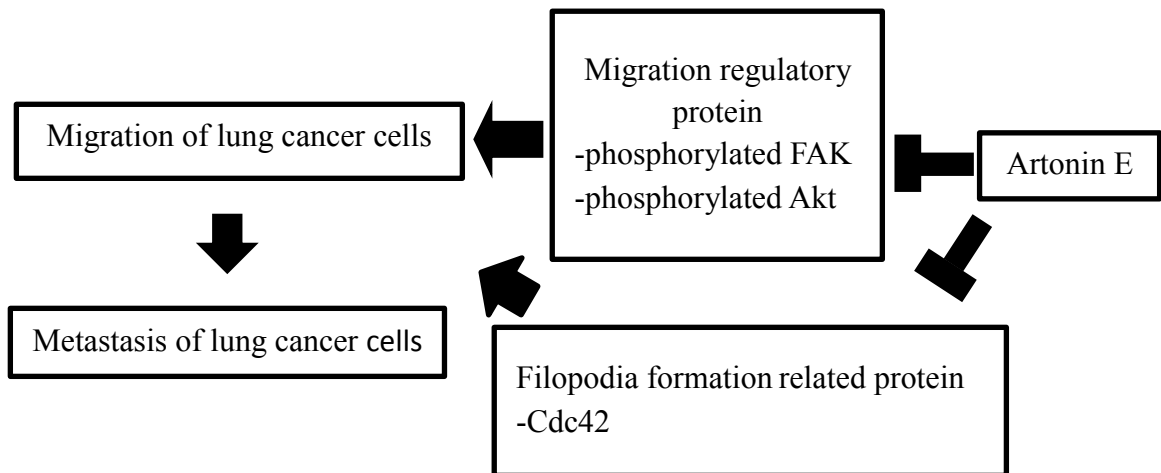 Migration of lung cancer cells
Metastasis of lung cancer cells
Migration regulatory
protein
-phosphorylated FAK
-phosphorylated Akt
Filopodia formation related protein
-Cdc42
Artonin E